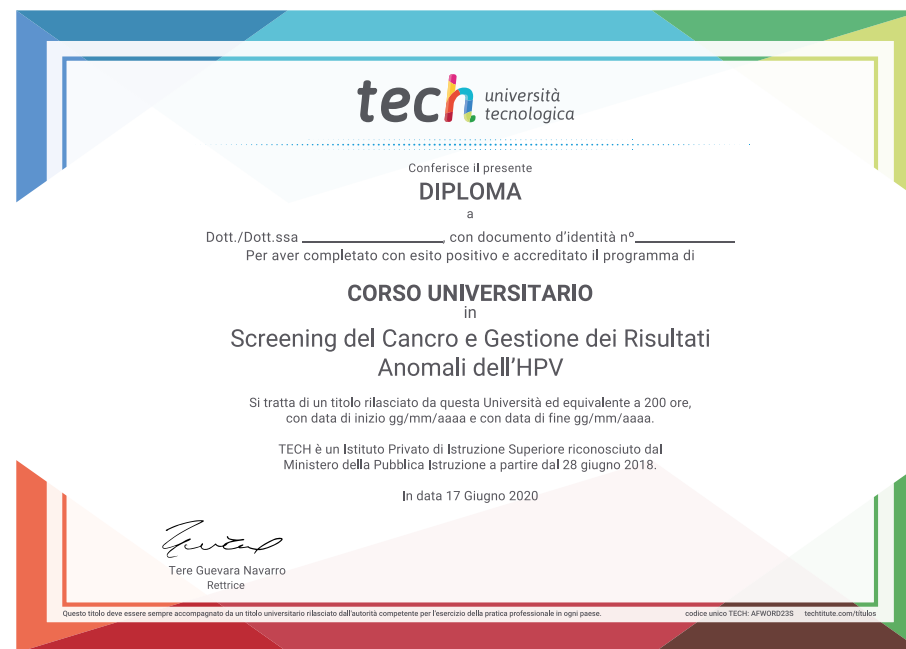 tech università
tecnologica
Conferisce il presente
DIPLOMA
a
Dott./Dott.ssa ____________________, con documento d'identità nº______________
Per aver completato con esito positivo e accreditato il programma di
CORSO UNIVERSITARIO
in
Screening del Cancro e Gestione dei Risultati
Anomali dell'HPV
Si tratta di un titolo rilasciato da questa Università ed equivalente a 200 ore,
con data di inizio gg/mm/aaaa e con data di fine gg/mm/aaaa.
TECH è un Istituto Privato di Istruzione Superiore riconosciuto dal
Ministero della Pubblica Istruzione a partire dal 28 giugno 2018.
In data 17 Giugno 2020
Tere Guevara Navarro
Rettrice
Questo titolo deve essere sempre accompagnato da un titolo universitario rilasciato dall'autorità competente per l'esercizio della pratica professionale in ogni paese. codice unico TECH: AFWORD23S techtitute.com/titulos